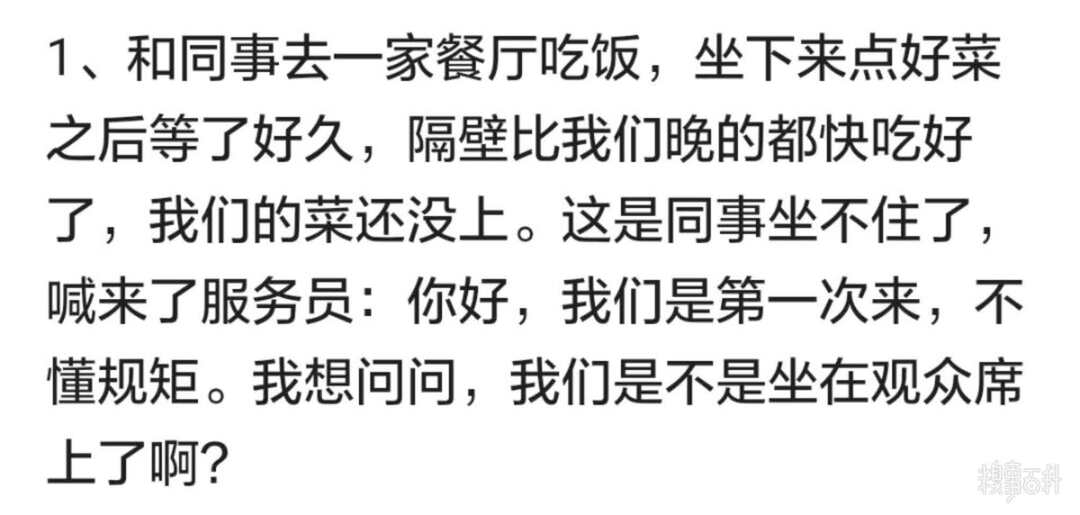 1、和同事去一家餐厅吃饭，坐下来点好菜
之后等了好久，隔壁比我们晚的都快吃好
了，我们的菜还没上。这是同事坐不住了，
喊来了服务员：你好，我们是第一次来，不
懂规矩。我想问问，我们是不是坐在观众席
上了啊?
糗事百科